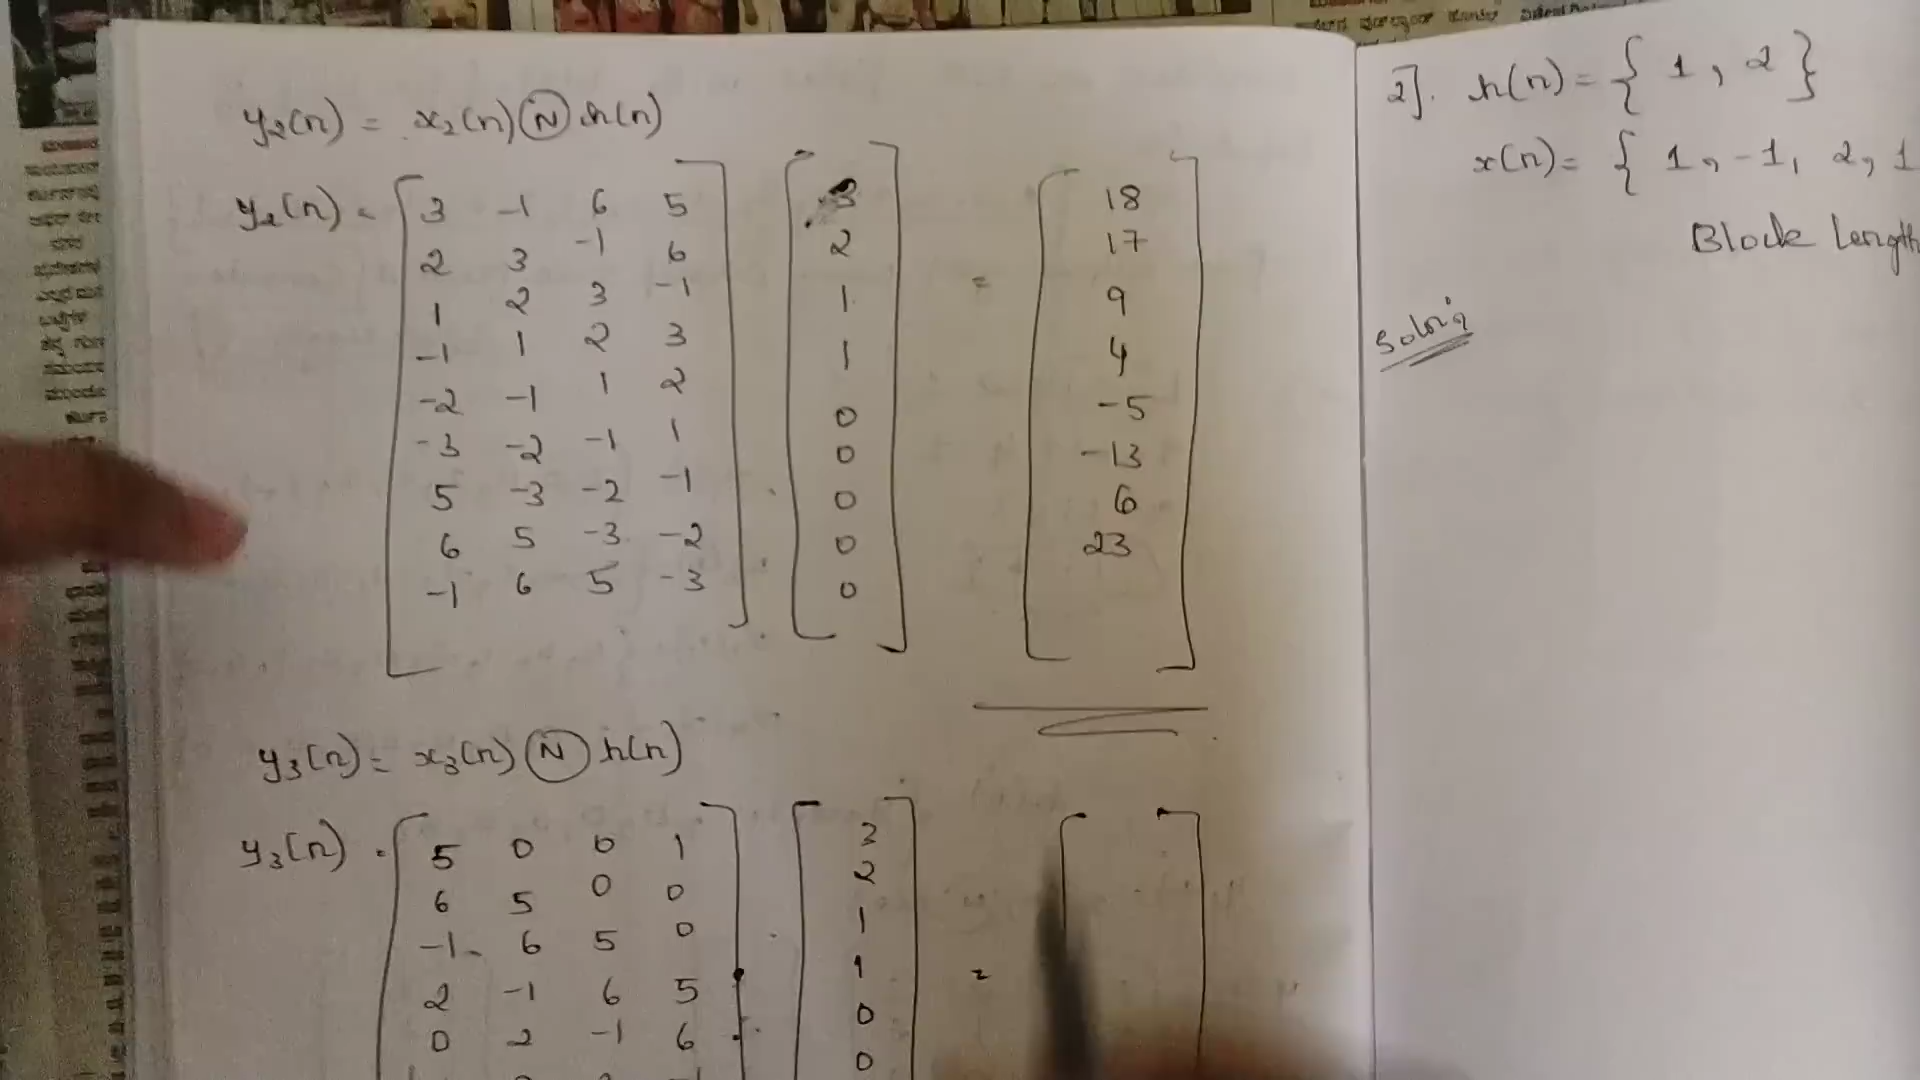 y₂(n) = x₂(n) Ⓝ h(n)
y₂(n) = [ 3 -1 6 5
2 3 -1 6
1 2 3 -1
-1 1 2 3
-2 -1 1 2
-3 -2 -1 1
5 -3 -2 -1
6 5 -3 -2
-1 6 5 -3 ] . [ 3
2
1
1
0
0
0
0
0 ] = [ 18
17
9
4
-5
-13
6
23 ]
y₃(n) = x₃(n) Ⓝ h(n)
y₃(n) = [ 5 0 0 1
6 5 0 0
-1 6 5 0
2 -1 6 5
0 2 -1 6
. [ 3
2
1
1
0
0
= [ ]
2]. h(n) = { 1, 2 }
x(n) = { 1, -1, 2, 1
Block length
Soln: